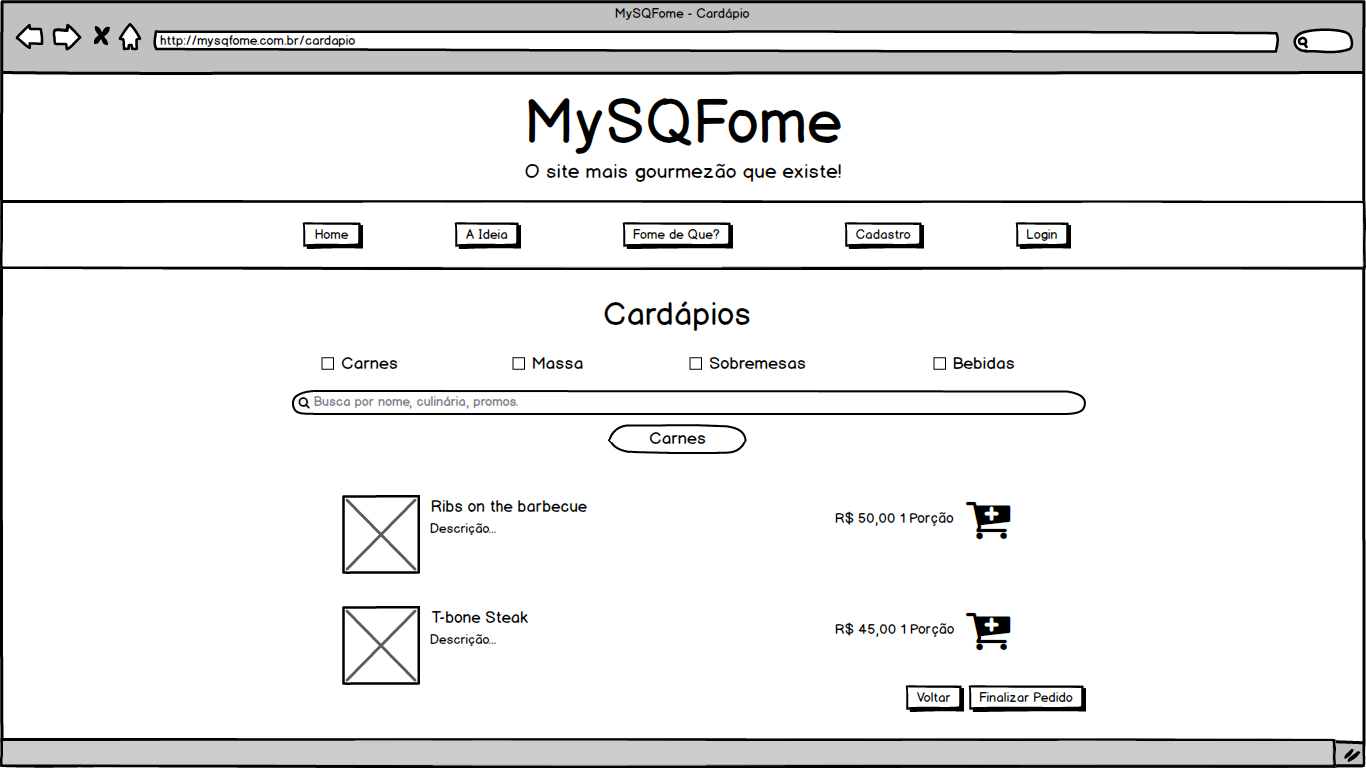 MySQFome - Cardápio
http://mysqfome.com.br/cardapio
MySQFome
O site mais gourmezão que existe!
Home A Ideia Fome de Que? Cadastro Login
Cardápios
Carnes Massa Sobremesas Bebidas
Busca por nome, culinária, promos.
Carnes
Ribs on the barbecue
R$ 50,00 1 Porção
Descrição...
T-bone Steak
R$ 45,00 1 Porção
Descrição...
Voltar Finalizar Pedido